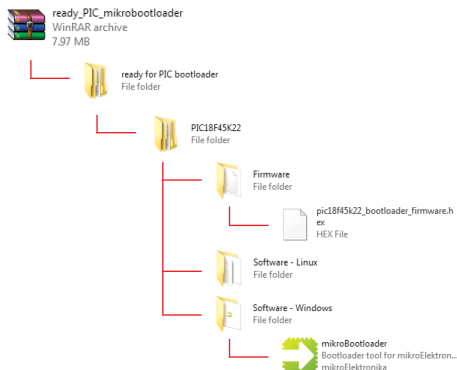 ready_PIC_mikrobootloader
WinRAR archive
7.97 MB
ready for PIC bootloader
File folder
PIC18F45K22
File folder
Firmware
File folder
pic18f45k22_bootloader_firmware.h
ex
HEX File
Software - Linux
File folder
Software - Windows
File folder
mikroBootloader
Bootloader tool for mikroElektron...
mikroElektronika